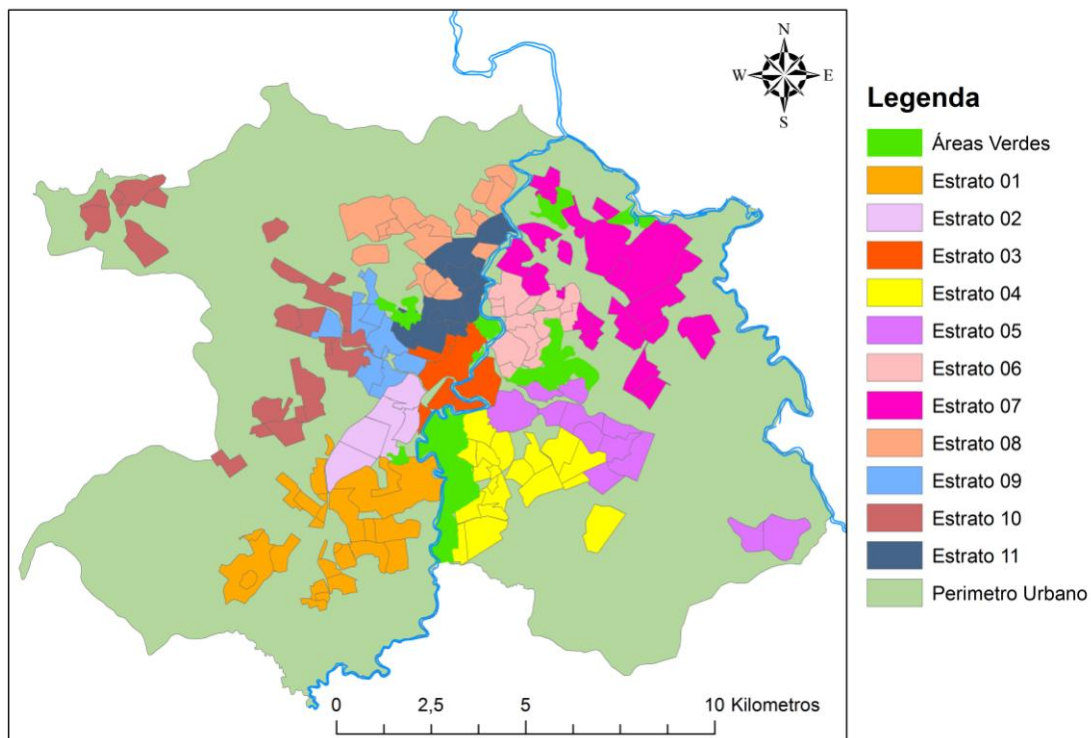 N
W E
S
Legenda
Áreas Verdes
Estrato 01
Estrato 02
Estrato 03
Estrato 04
Estrato 05
Estrato 06
Estrato 07
Estrato 08
Estrato 09
Estrato 10
Estrato 11
Perimetro Urbano
0 2,5 5 10 Kilometros